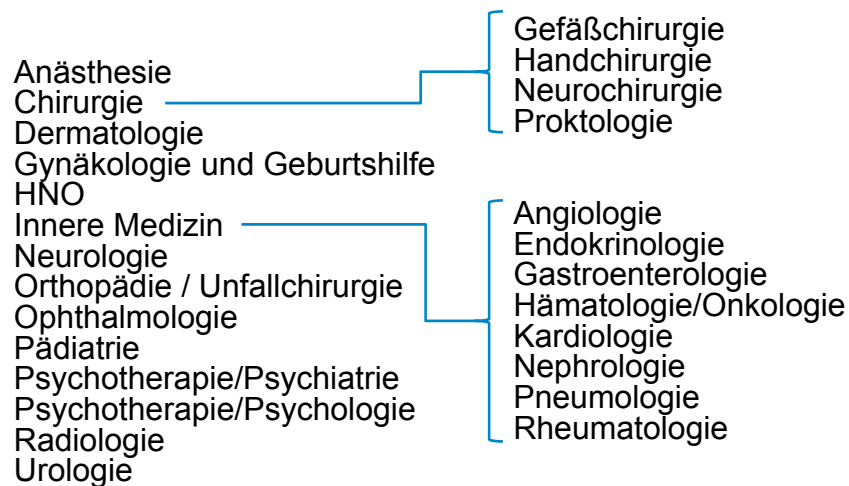 Anästhesie
Chirurgie
Dermatologie
Gynäkologie und Geburtshilfe
HNO
Innere Medizin
Neurologie
Orthopädie / Unfallchirurgie
Ophthalmologie
Pädiatrie
Psychotherapie/Psychiatrie
Psychotherapie/Psychologie
Radiologie
Urologie
Gefäßchirurgie
Handchirurgie
Neurochirurgie
Proktologie
Angiologie
Endokrinologie
Gastroenterologie
Hämatologie/Onkologie
Kardiologie
Nephrologie
Pneumologie
Rheumatologie